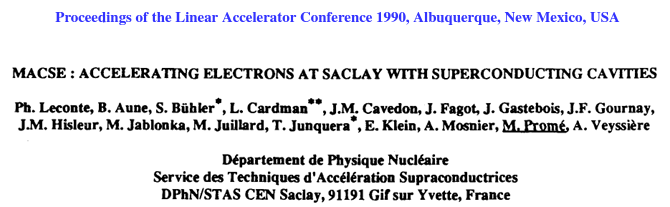 Proceedings of the Linear Accelerator Conference 1990, Albuquerque, New Mexico, USA
MACSE : ACCELERATING ELECTRONS AT SACLAY WITH SUPERCONDUCTING CAVITIES
Ph. Leconte, B. Aune, S. Bühler*, L. Cardman**, J.M. Cavedon, J. Fagot, J. Gastebois, J.F. Gournay,
J.M. Hisleur, M. Jablonka, M. Juillard, T. Junquera*, E. Klein, A. Mosnier, M. Promé, A. Veyssière
Département de Physique Nucléaire
Service des Techniques d'Accélération Supraconductrices
DPhN/STAS CEN Saclay, 91191 Gif sur Yvette, France